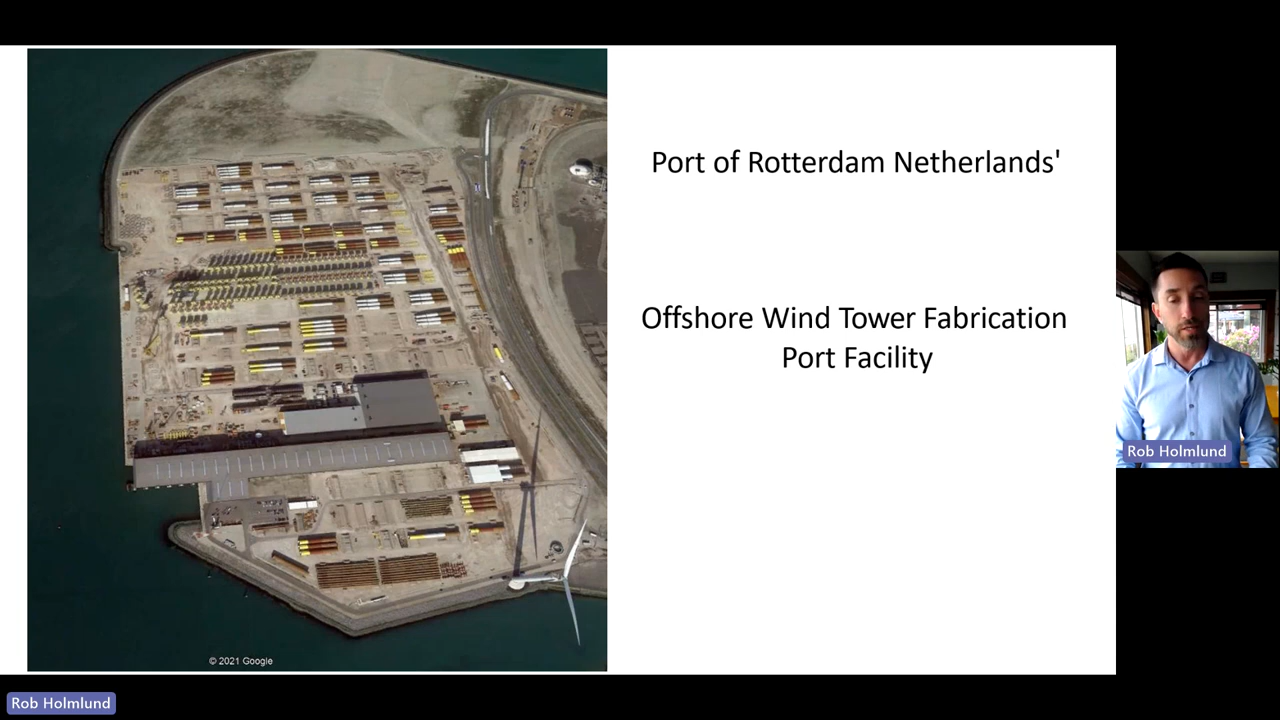 Port of Rotterdam Netherlands'
Offshore Wind Tower Fabrication
Port Facility
© 2021 Google
Rob Holmlund
Rob Holmlund